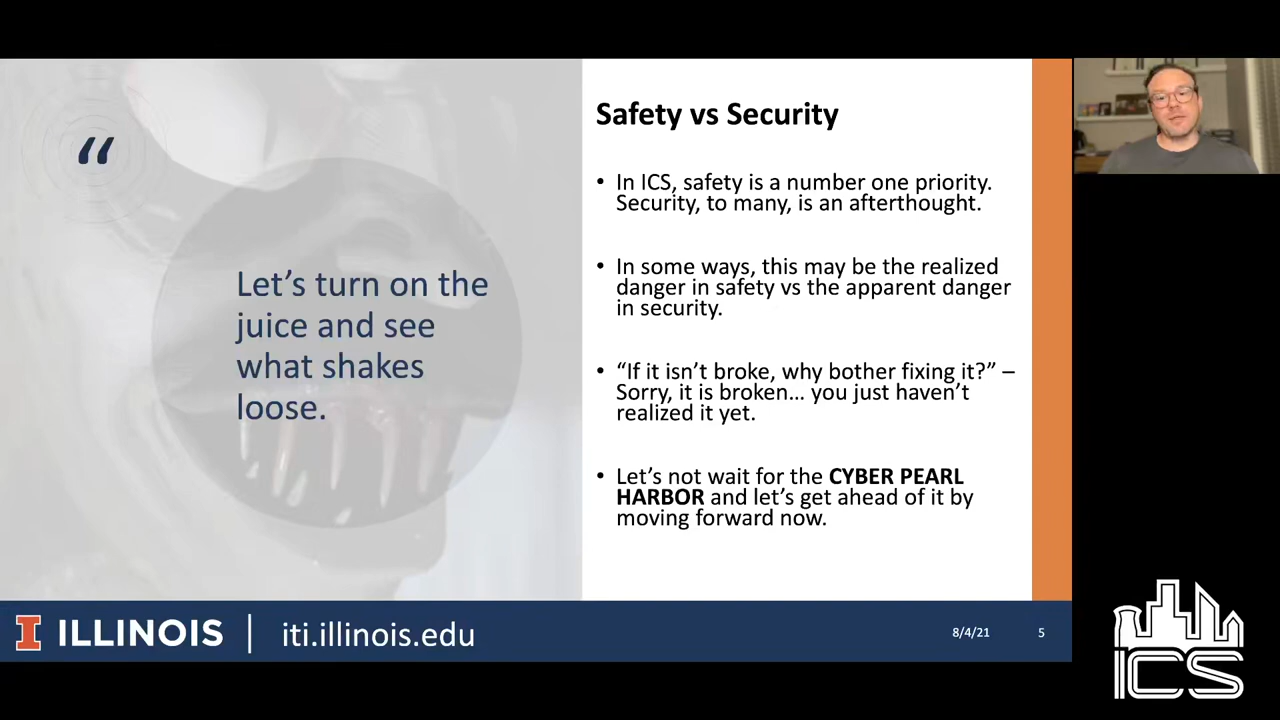 “
Let’s turn on the
juice and see
what shakes
loose.
Safety vs Security
• In ICS, safety is a number one priority.
Security, to many, is an afterthought.
• In some ways, this may be the realized
danger in safety vs the apparent danger
in security.
• “If it isn’t broke, why bother fixing it?” –
Sorry, it is broken… you just haven’t
realized it yet.
• Let’s not wait for the CYBER PEARL
HARBOR and let’s get ahead of it by
moving forward now.
I ILLINOIS | iti.illinois.edu
8/4/21 5
ICS